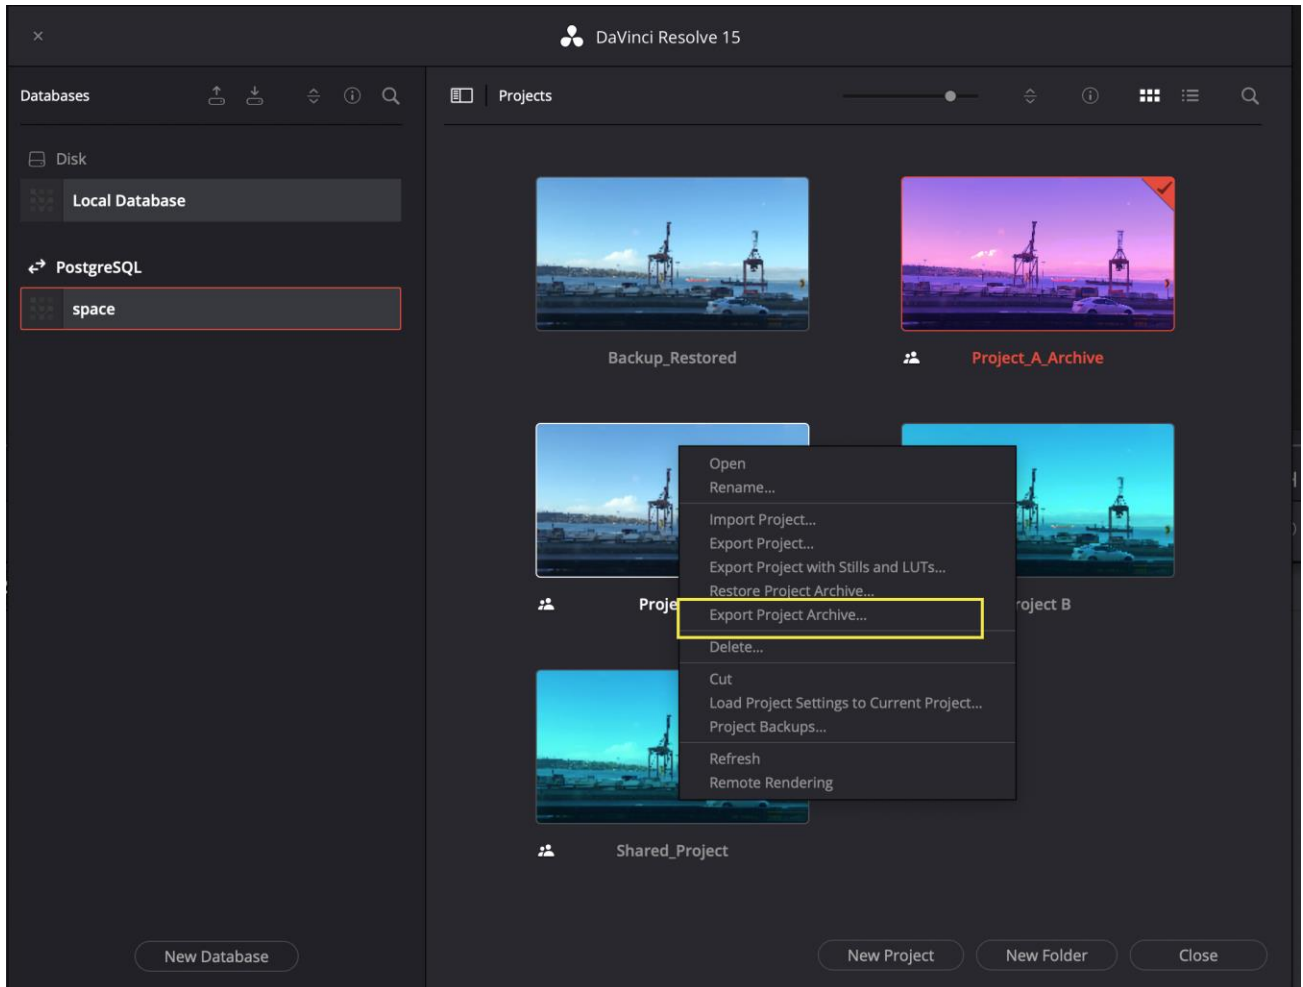 DaVinci Resolve 15
Databases
Projects
Disk
Local Database
PostgreSQL
space
Backup_Restored
Project_A_Archive
Open
Rename...
Import Project...
Export Project...
Export Project with Stills and LUTs...
Restore Project Archive...
Export Project Archive...
Delete...
Cut
Load Project Settings to Current Project...
Project Backups...
Refresh
Remote Rendering
Proje
roject B
Shared_Project
New Database
New Project
New Folder
Close